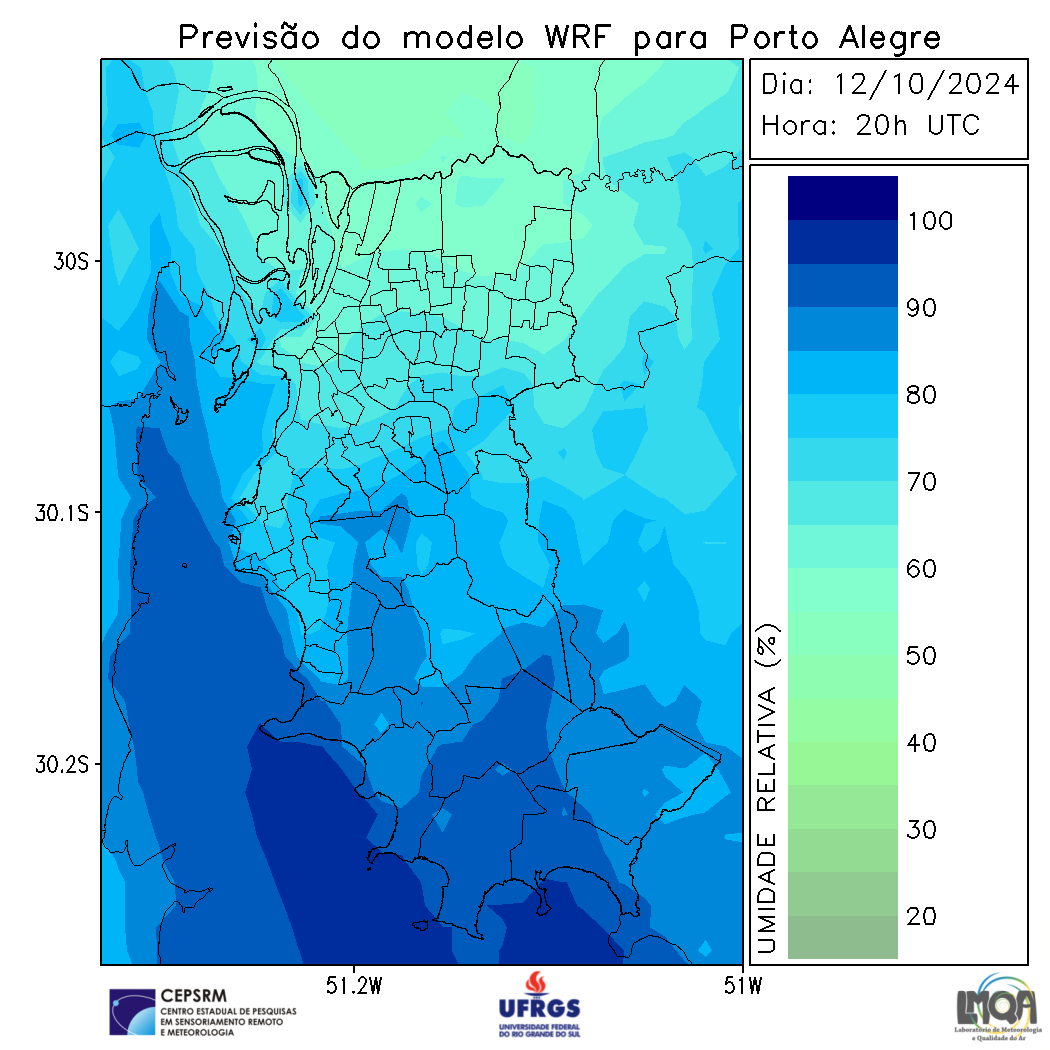 Previsão do modelo WRF para Porto Alegre
Dia: 12/10/2024
Hora: 20h UTC
100
90
80
70
60
50
40
30
20
UMIDADE RELATIVA (%)
30S
30.1S
30.2S
51.2W
51W
CEPSRM
CENTRO ESTADUAL DE PESQUISAS
EM SENSORIAMENTO REMOTO
E METEOROLOGIA
UFRGS
UNIVERSIDADE FEDERAL
DO RIO GRANDE DO SUL
LMQA
Laboratório de Meteorologia
e Qualidade do Ar